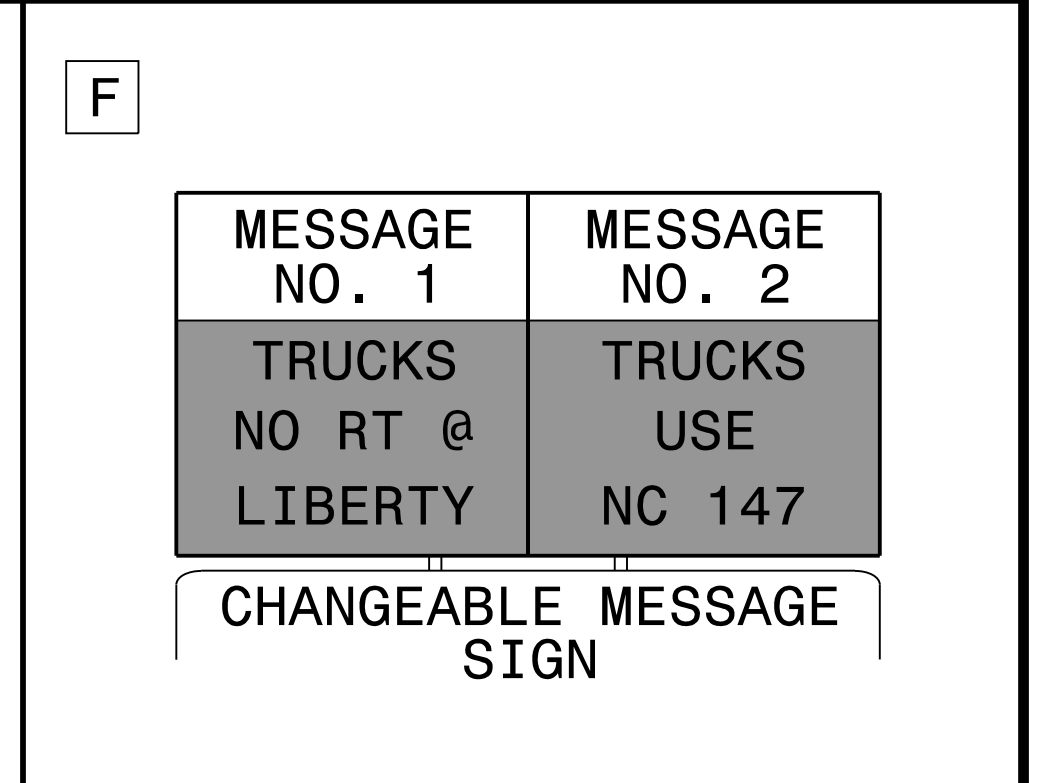 F
MESSAGE NO. 1
MESSAGE NO. 2
TRUCKS
NO RT @
LIBERTY
TRUCKS
USE
NC 147
CHANGEABLE MESSAGE
SIGN